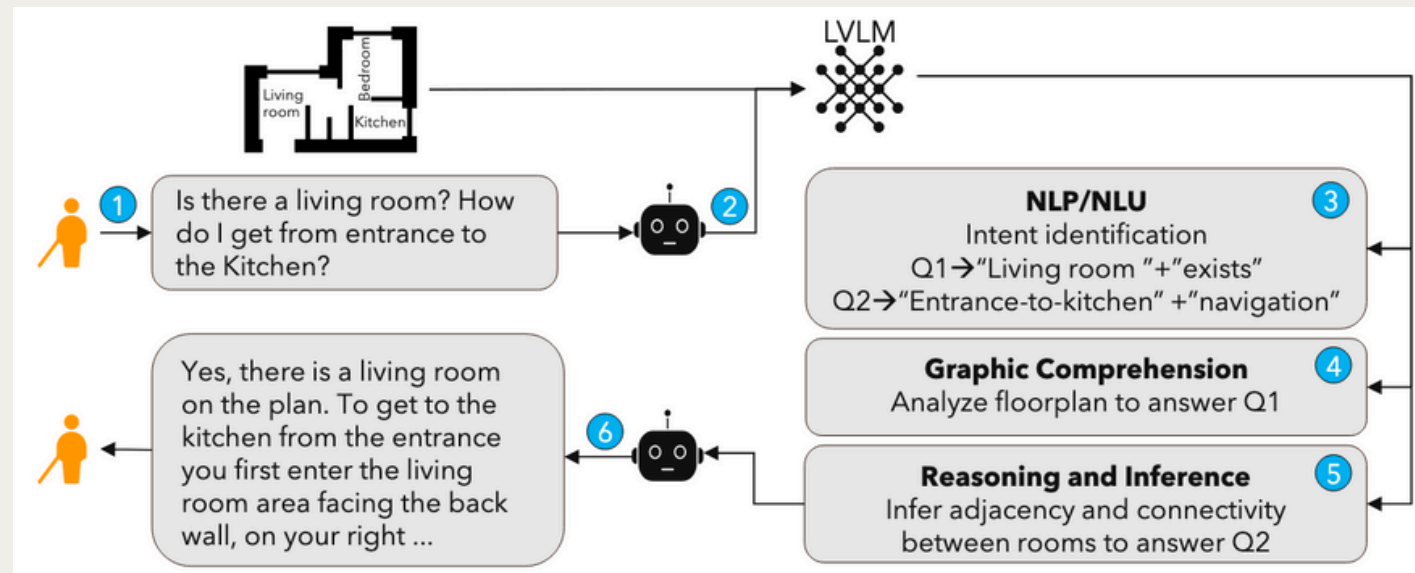 LVLM
Bedroom
Living
room
Kitchen
1
Is there a living room? How
do I get from entrance to
the Kitchen?
2
NLP/NLU
3
Intent identification
Q1→"Living room "+"exists"
Q2→"Entrance-to-kitchen" +"navigation"
Graphic Comprehension
4
Analyze floorplan to answer Q1
Reasoning and Inference
5
Infer adjacency and connectivity
between rooms to answer Q2
6
Yes, there is a living room
on the plan. To get to the
kitchen from the entrance
you first enter the living
room area facing the back
wall, on your right ...